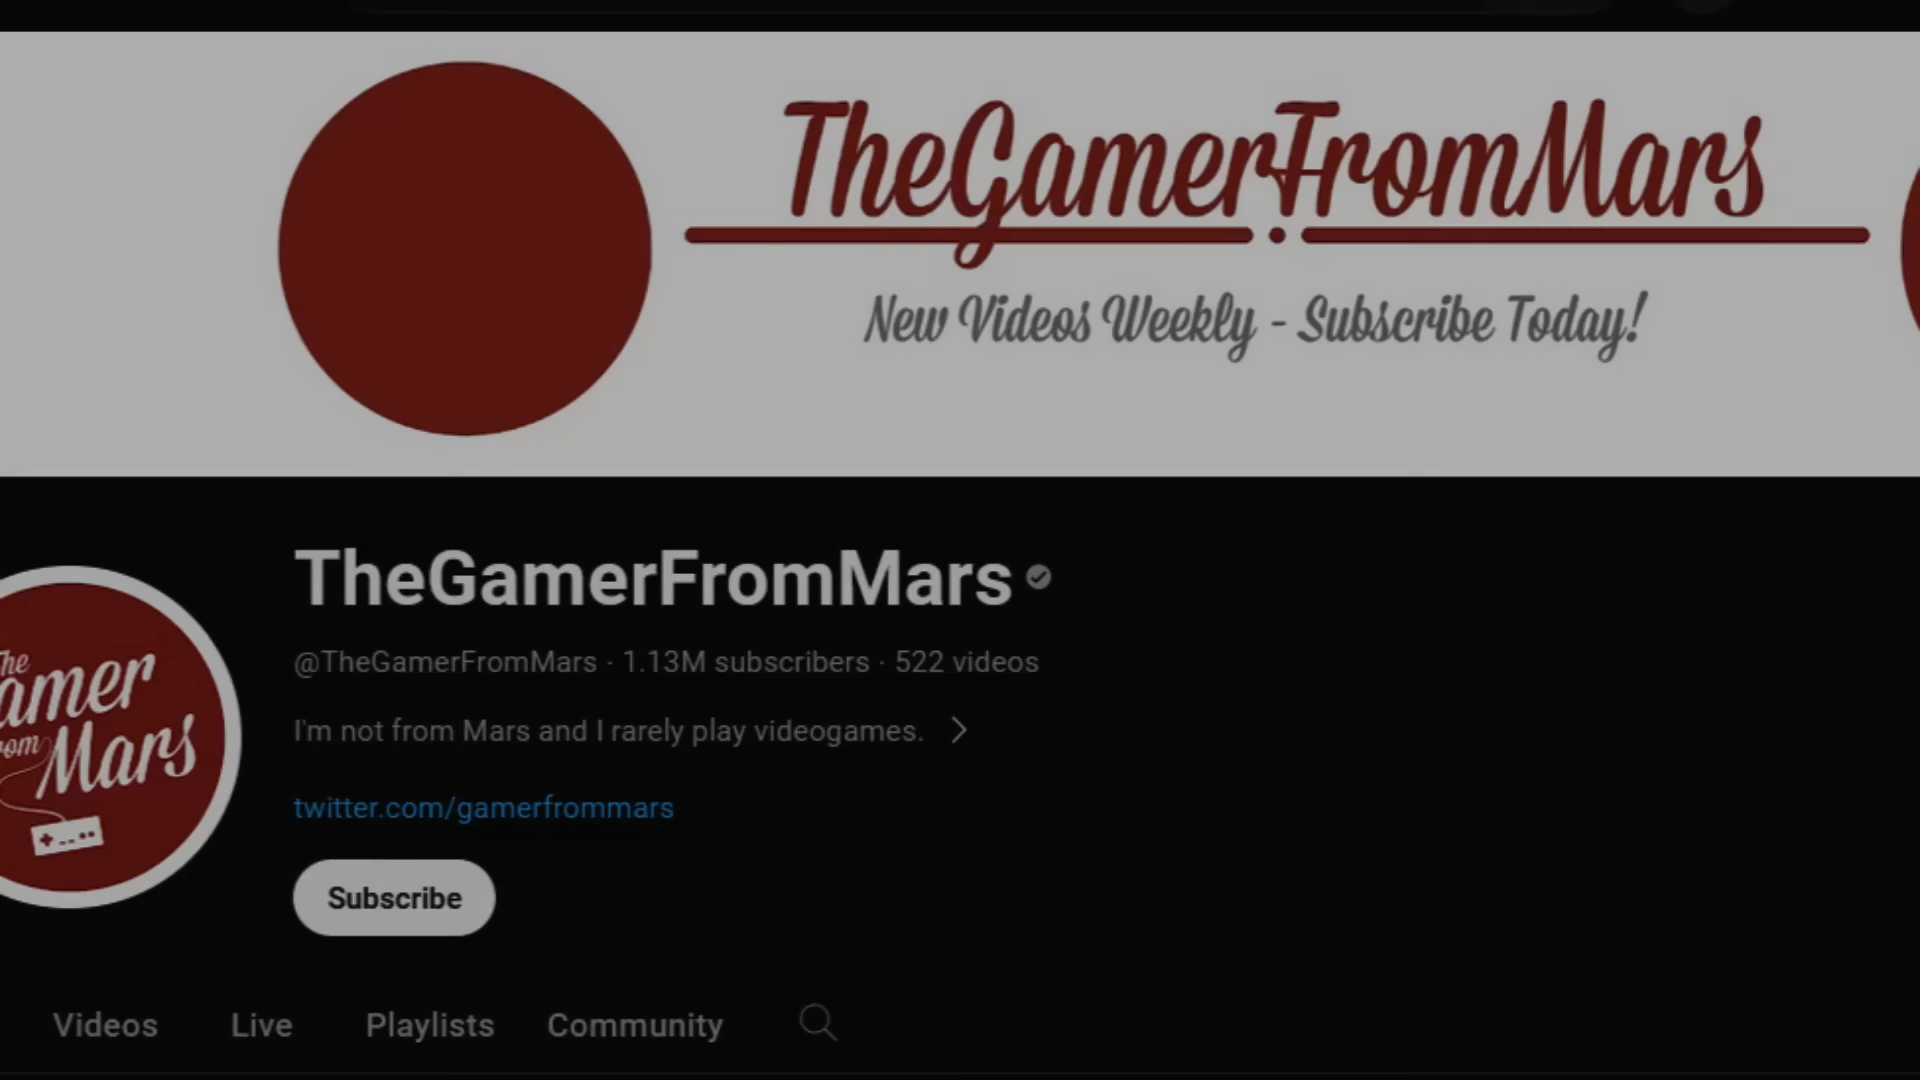 TheGamerFromMars
New Videos Weekly - Subscribe Today!
TheGamerFromMars
@TheGamerFromMars · 1.13M subscribers · 522 videos
I'm not from Mars and I rarely play videogames.
twitter.com/gamerfrommars
Subscribe
Mars
Videos Live Playlists Community